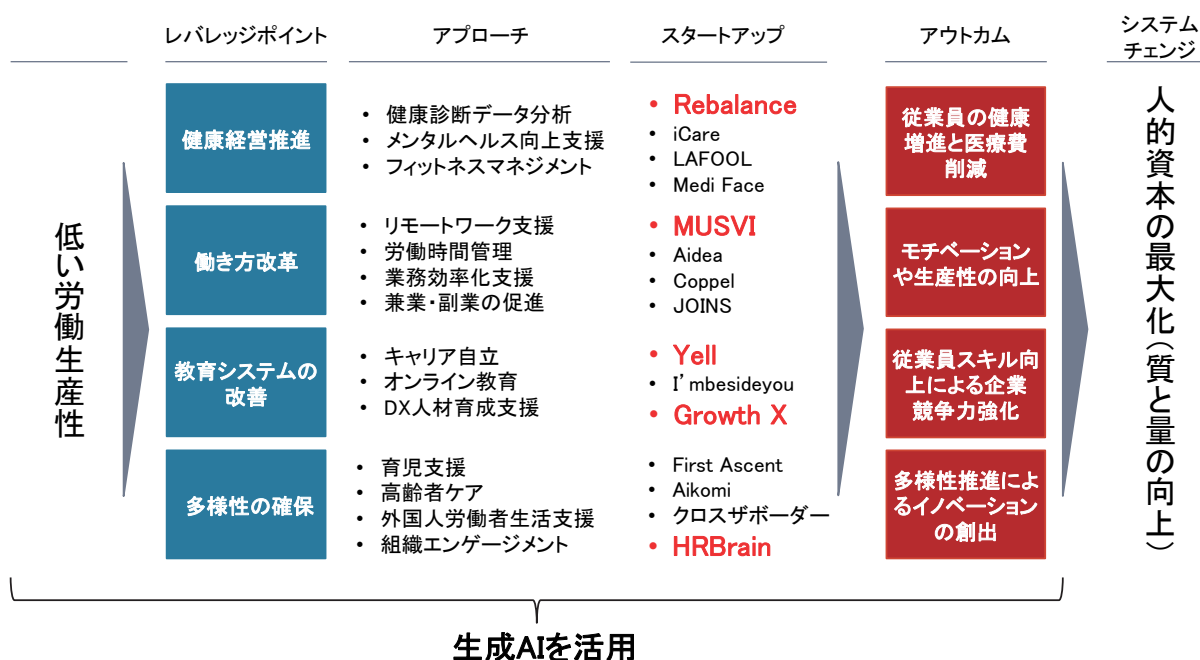 レバレッジポイント
アプローチ
スタートアップ
アウトカム
システム
チェンジ
低い労働生産性
健康経営推進
• 健康診断データ分析
• メンタルヘルス向上支援
• フィットネスマネジメント
• Rebalance
• iCare
• LAFOOL
• Medi Face
従業員の健康
増進と医療費
削減
働き方改革
• リモートワーク支援
• 労働時間管理
• 業務効率化支援
• 兼業・副業の促進
• MUSVI
• Aidea
• Coppel
• JOINS
モチベーション
や生産性の向上
教育システムの
改善
• キャリア自立
• オンライン教育
• DX人材育成支援
• Yell
• I’mbesideyou
• Growth X
従業員スキル向
上による企業
競争力強化
多様性の確保
• 育児支援
• 高齢者ケア
• 外国人労働者生活支援
• 組織エンゲージメント
• First Ascent
• Aikomi
• クロスザボーダー
• HRBrain
多様性推進によ
るイノベーション
の創出
人的資本の最大化（質と量の向上）
生成AIを活用